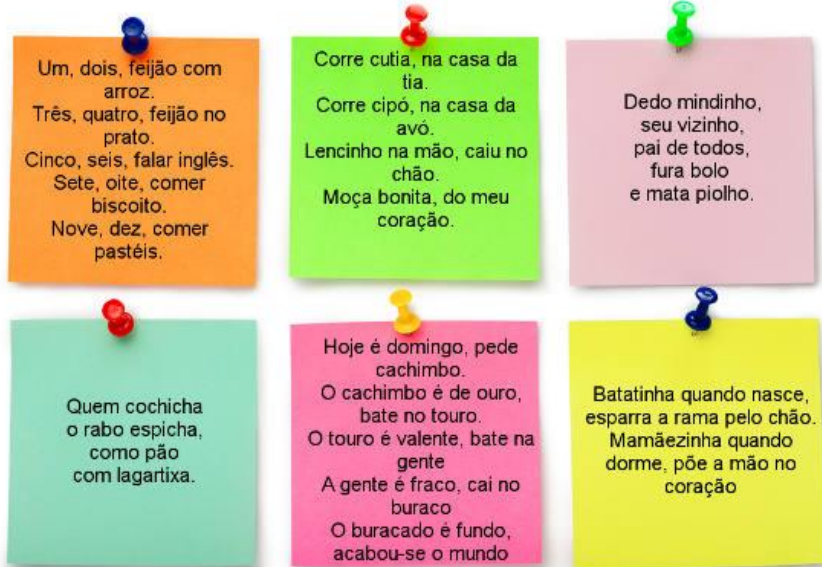 Um, dois, feijão com
arroz.
Três, quatro, feijão no
prato.
Cinco, seis, falar inglês.
Sete, oite, comer
biscoito.
Nove, dez, comer
pastéis.
Corre cutia, na casa da
tia.
Corre cipó, na casa da
avó.
Lencinho na mão, caiu no
chão.
Moça bonita, do meu
coração.
Dedo mindinho,
seu vizinho,
pai de todos,
fura bolo
e mata piolho.
Quem cochicha
o rabo espicha,
como pão
com lagartixa.
Hoje é domingo, pede
cachimbo.
O cachimbo é de ouro,
bate no touro.
O touro é valente, bate na
gente
A gente é fraco, cai no
buraco
O buracado é fundo,
acabou-se o mundo
Batatinha quando nasce,
esparra a rama pelo chão.
Mamãezinha quando
dorme, põe a mão no
coração